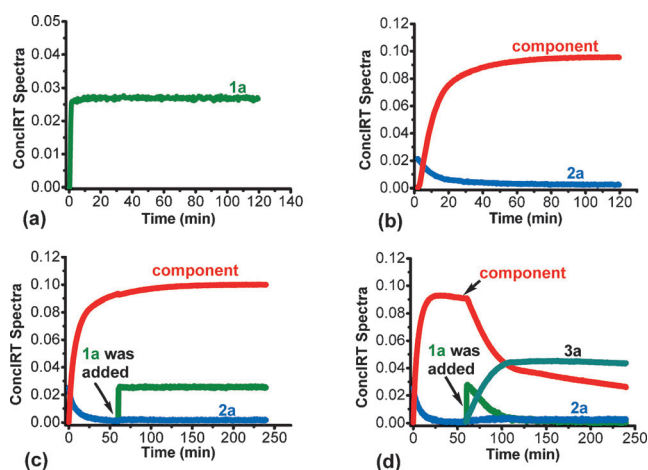 0.05
0.04
0.03
0.02
0.01
0.00
ConcIRT Spectra
1a
0 20 40 60 80 100 120 140
Time (min)
(a)
0.12
0.10
0.08
0.06
0.04
0.02
0.00
ConcIRT Spectra
component
2a
0 20 40 60 80 100 120
Time (min)
(b)
0.12
0.10
0.08
0.06
0.04
0.02
0.00
ConcIRT Spectra
component
1a was
added
2a
0 50 100 150 200 250
Time (min)
(c)
0.12
0.10
0.08
0.06
0.04
0.02
0.00
ConcIRT Spectra
component
3a
1a was
added
2a
0 50 100 150 200 250
Time (min)
(d)